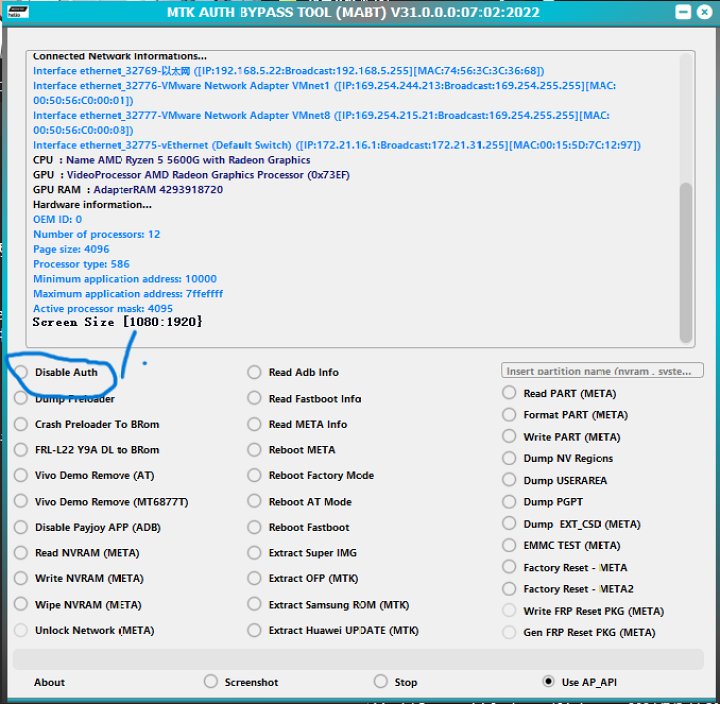 hello
MTK AUTH BYPASS TOOL (MABT) V31.0.0.0:07:02:2022
Connected Network Informations...
Interface ethernet_32769-以太网 ([IP:192.168.5.22:Broadcast:192.168.5.255][MAC:74:56:3C:3C:36:68])
Interface ethernet_32776-VMware Network Adapter VMnet1 ([IP:169.254.244.213:Broadcast:169.254.255.255][MAC:
00:50:56:C0:00:01])
Interface ethernet_32777-VMware Network Adapter VMnet8 ([IP:169.254.215.21:Broadcast:169.254.255.255][MAC:
00:50:56:C0:00:08])
Interface ethernet_32775-vEthernet (Default Switch) ([IP:172.21.16.1:Broadcast:172.21.31.255][MAC:00:15:5D:7C:12:97])
CPU : Name AMD Ryzen 5 5600G with Radeon Graphics
GPU : VideoProcessor AMD Radeon Graphics Processor (0x73EF)
GPU RAM : AdapterRAM 4293918720
Hardware information...
OEM ID: 0
Number of processors: 12
Page size: 4096
Processor type: 586
Minimum application address: 10000
Maximum application address: 7ffeffff
Active processor mask: 4095
Screen Size [1080:1920]
Disable Auth
Dump Preloader
Crash Preloader To BRom
FRL-L22 Y9A DL to BRom
Vivo Demo Remove (AT)
Vivo Demo Remove (MT6877T)
Disable Payjoy APP (ADB)
Read NVRAM (META)
Write NVRAM (META)
Wipe NVRAM (META)
Unlock Network (META)
Read Adb Info
Read Fastboot Info
Read META Info
Reboot META
Reboot Factory Mode
Reboot AT Mode
Reboot Fastboot
Extract Super IMG
Extract OFP (MTK)
Extract Samsung ROM (MTK)
Extract Huawei UPDATE (MTK)
Insert partition name (nvram , syste...
Read PART (META)
Format PART (META)
Write PART (META)
Dump NV Regions
Dump USERAREA
Dump PGPT
Dump EXT_CSD (META)
EMMC TEST (META)
Factory Reset - META
Factory Reset - META2
Write FRP Reset PKG (META)
Gen FRP Reset PKG (META)
About
Screenshot
Stop
Use AP_API